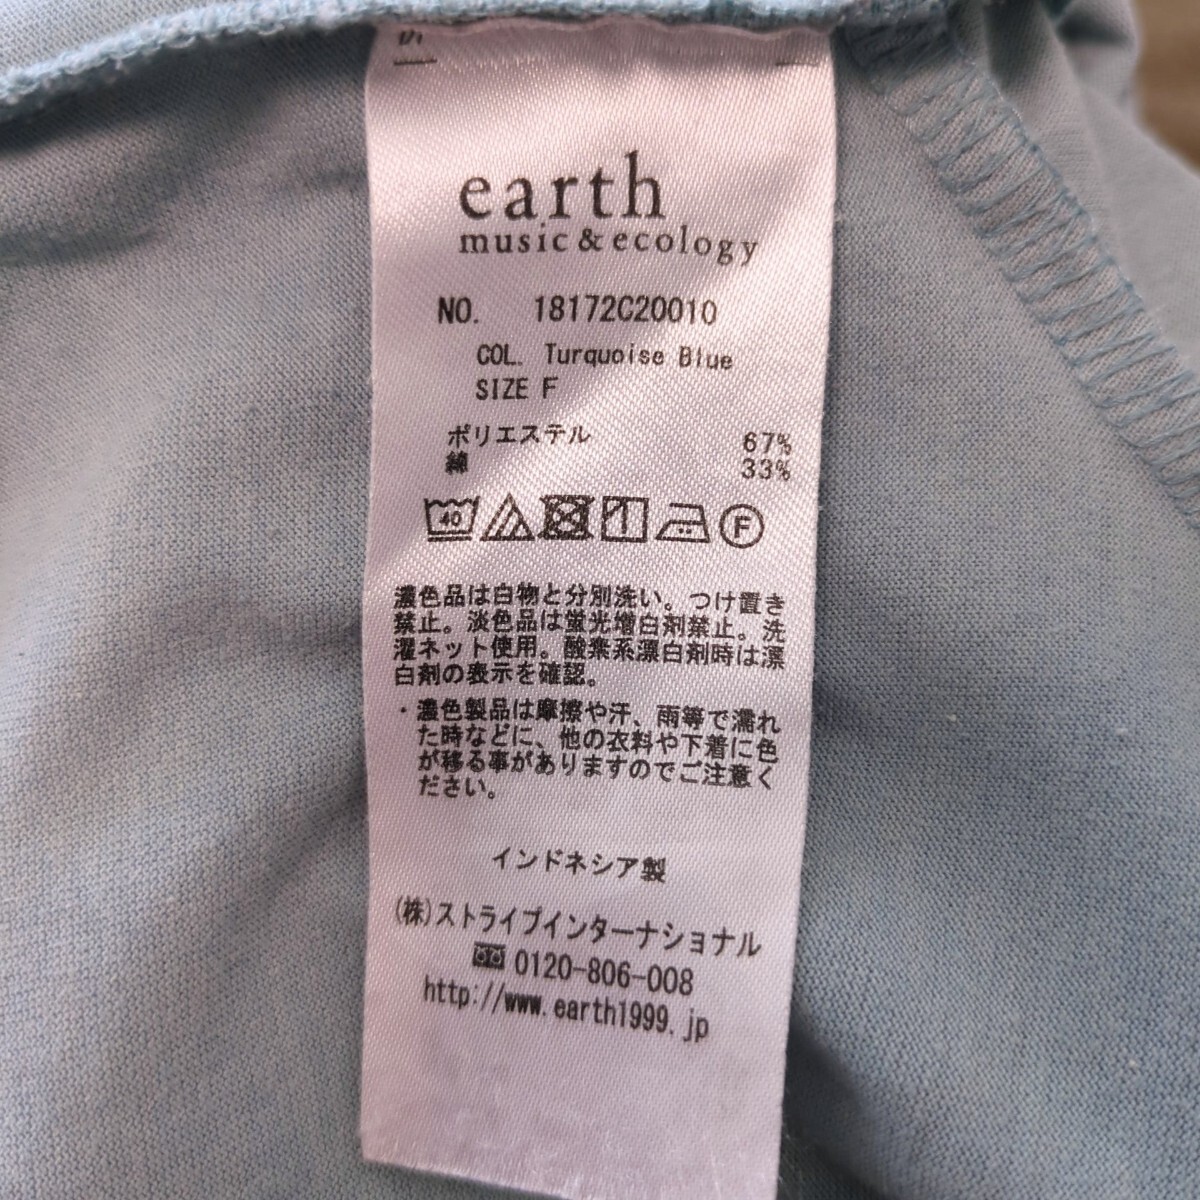 earth
music&ecology
NO. 18172C20010
COL. Turquoise Blue
SIZE F
ポリエステル 67%
綿 33%
40
F
濃色品は白物と分別洗い。つけ置き
禁止。淡色品は蛍光増白剤禁止。洗
濯ネット使用。酸素系漂白剤時は漂
白剤の表示を確認。
・濃色製品は摩擦や汗、雨等で濡れ
た時などに、他の衣料や下着に色
が移る事がありますのでご注意く
ださい。
インドネシア製
(株)ストライプインターナショナル
0120-806-008
http://www.earth1999.jp